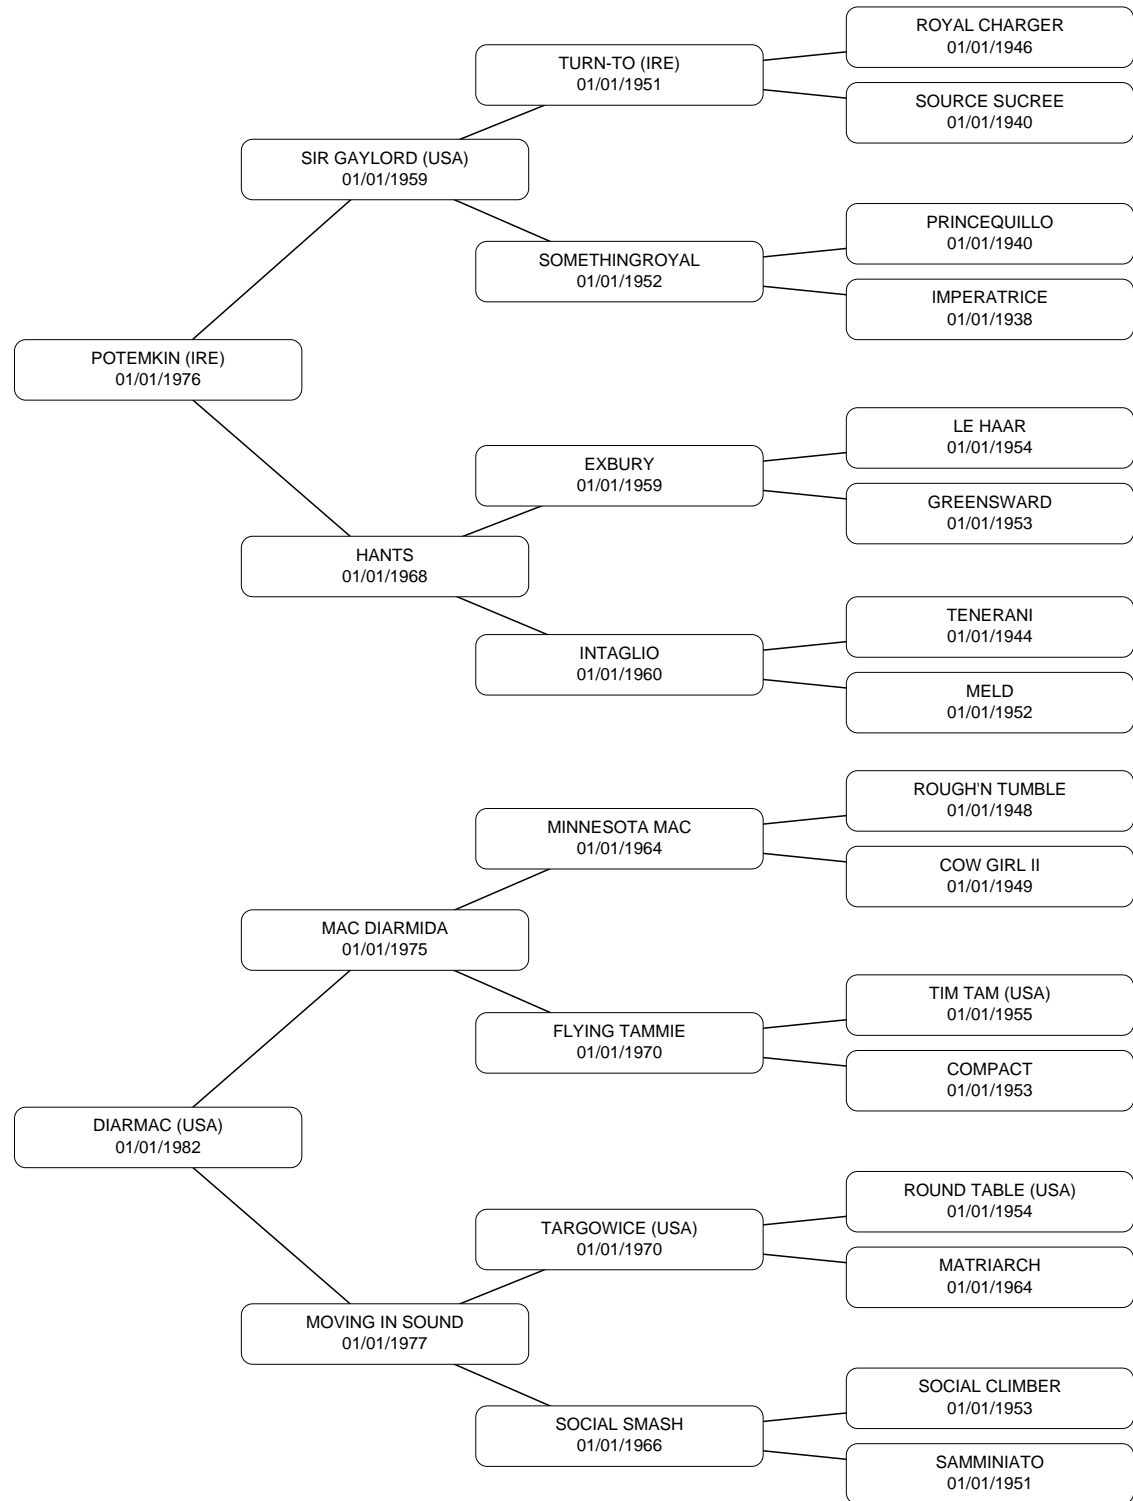 ROYAL CHARGER
01/01/1946
TURN-TO (IRE)
01/01/1951
SOURCE SUCREE
01/01/1940
SIR GAYLORD (USA)
01/01/1959
PRINCEQUILLO
01/01/1940
SOMETHINGROYAL
01/01/1952
IMPERATRICE
01/01/1938
POTEMKIN (IRE)
01/01/1976
LE HAAR
01/01/1954
EXBURY
01/01/1959
GREENSWARD
01/01/1953
HANTS
01/01/1968
TENERANI
01/01/1944
INTAGLIO
01/01/1960
MELD
01/01/1952
ROUGH'N TUMBLE
01/01/1948
MINNESOTA MAC
01/01/1964
COW GIRL II
01/01/1949
MAC DIARMIDA
01/01/1975
TIM TAM (USA)
01/01/1955
FLYING TAMMIE
01/01/1970
COMPACT
01/01/1953
DIARMAC (USA)
01/01/1982
ROUND TABLE (USA)
01/01/1954
TARGOWICE (USA)
01/01/1970
MATRIARCH
01/01/1964
MOVING IN SOUND
01/01/1977
SOCIAL CLIMBER
01/01/1953
SOCIAL SMASH
01/01/1966
SAMMINIATO
01/01/1951